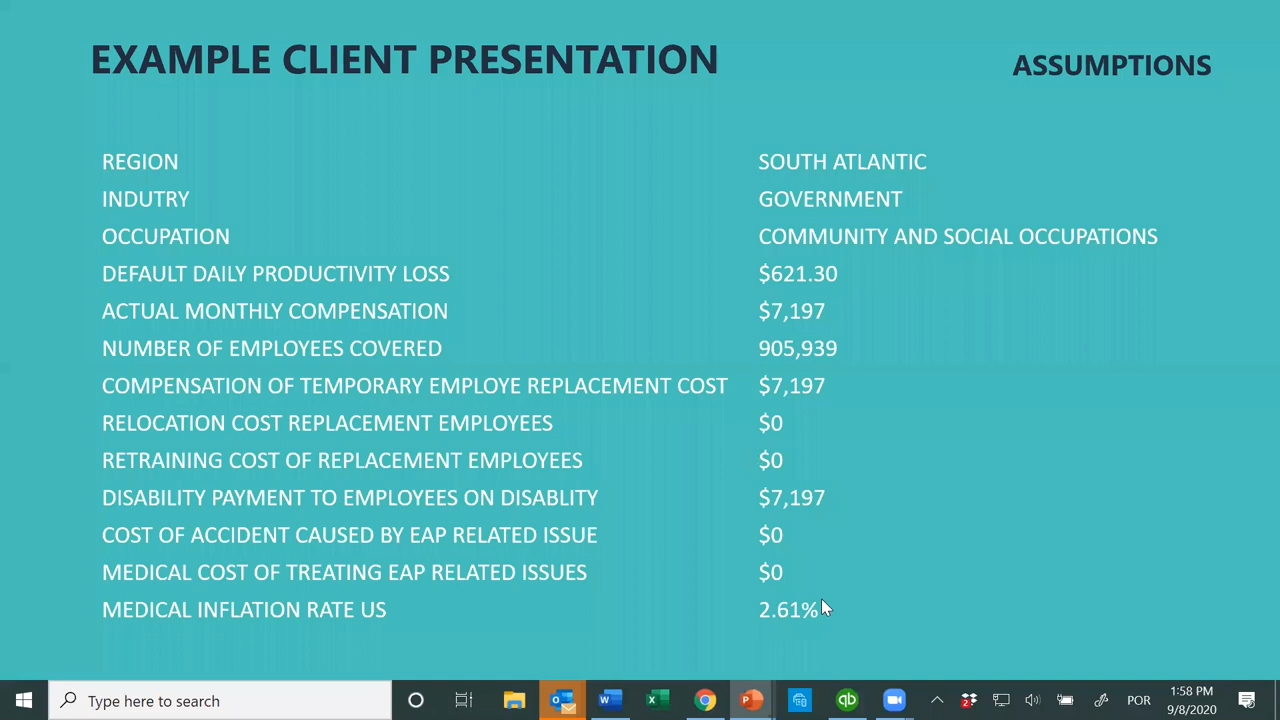 EXAMPLE CLIENT PRESENTATION
ASSUMPTIONS
REGION SOUTH ATLANTIC
INDUTRY GOVERNMENT
OCCUPATION COMMUNITY AND SOCIAL OCCUPATIONS
DEFAULT DAILY PRODUCTIVITY LOSS $621.30
ACTUAL MONTHLY COMPENSATION $7,197
NUMBER OF EMPLOYEES COVERED 905,939
COMPENSATION OF TEMPORARY EMPLOYE REPLACEMENT COST $7,197
RELOCATION COST REPLACEMENT EMPLOYEES $0
RETRAINING COST OF REPLACEMENT EMPLOYEES $0
DISABILITY PAYMENT TO EMPLOYEES ON DISABLITY $7,197
COST OF ACCIDENT CAUSED BY EAP RELATED ISSUE $0
MEDICAL COST OF TREATING EAP RELATED ISSUES $0
MEDICAL INFLATION RATE US 2.61%
Type here to search
POR
1:58 PM
9/8/2020